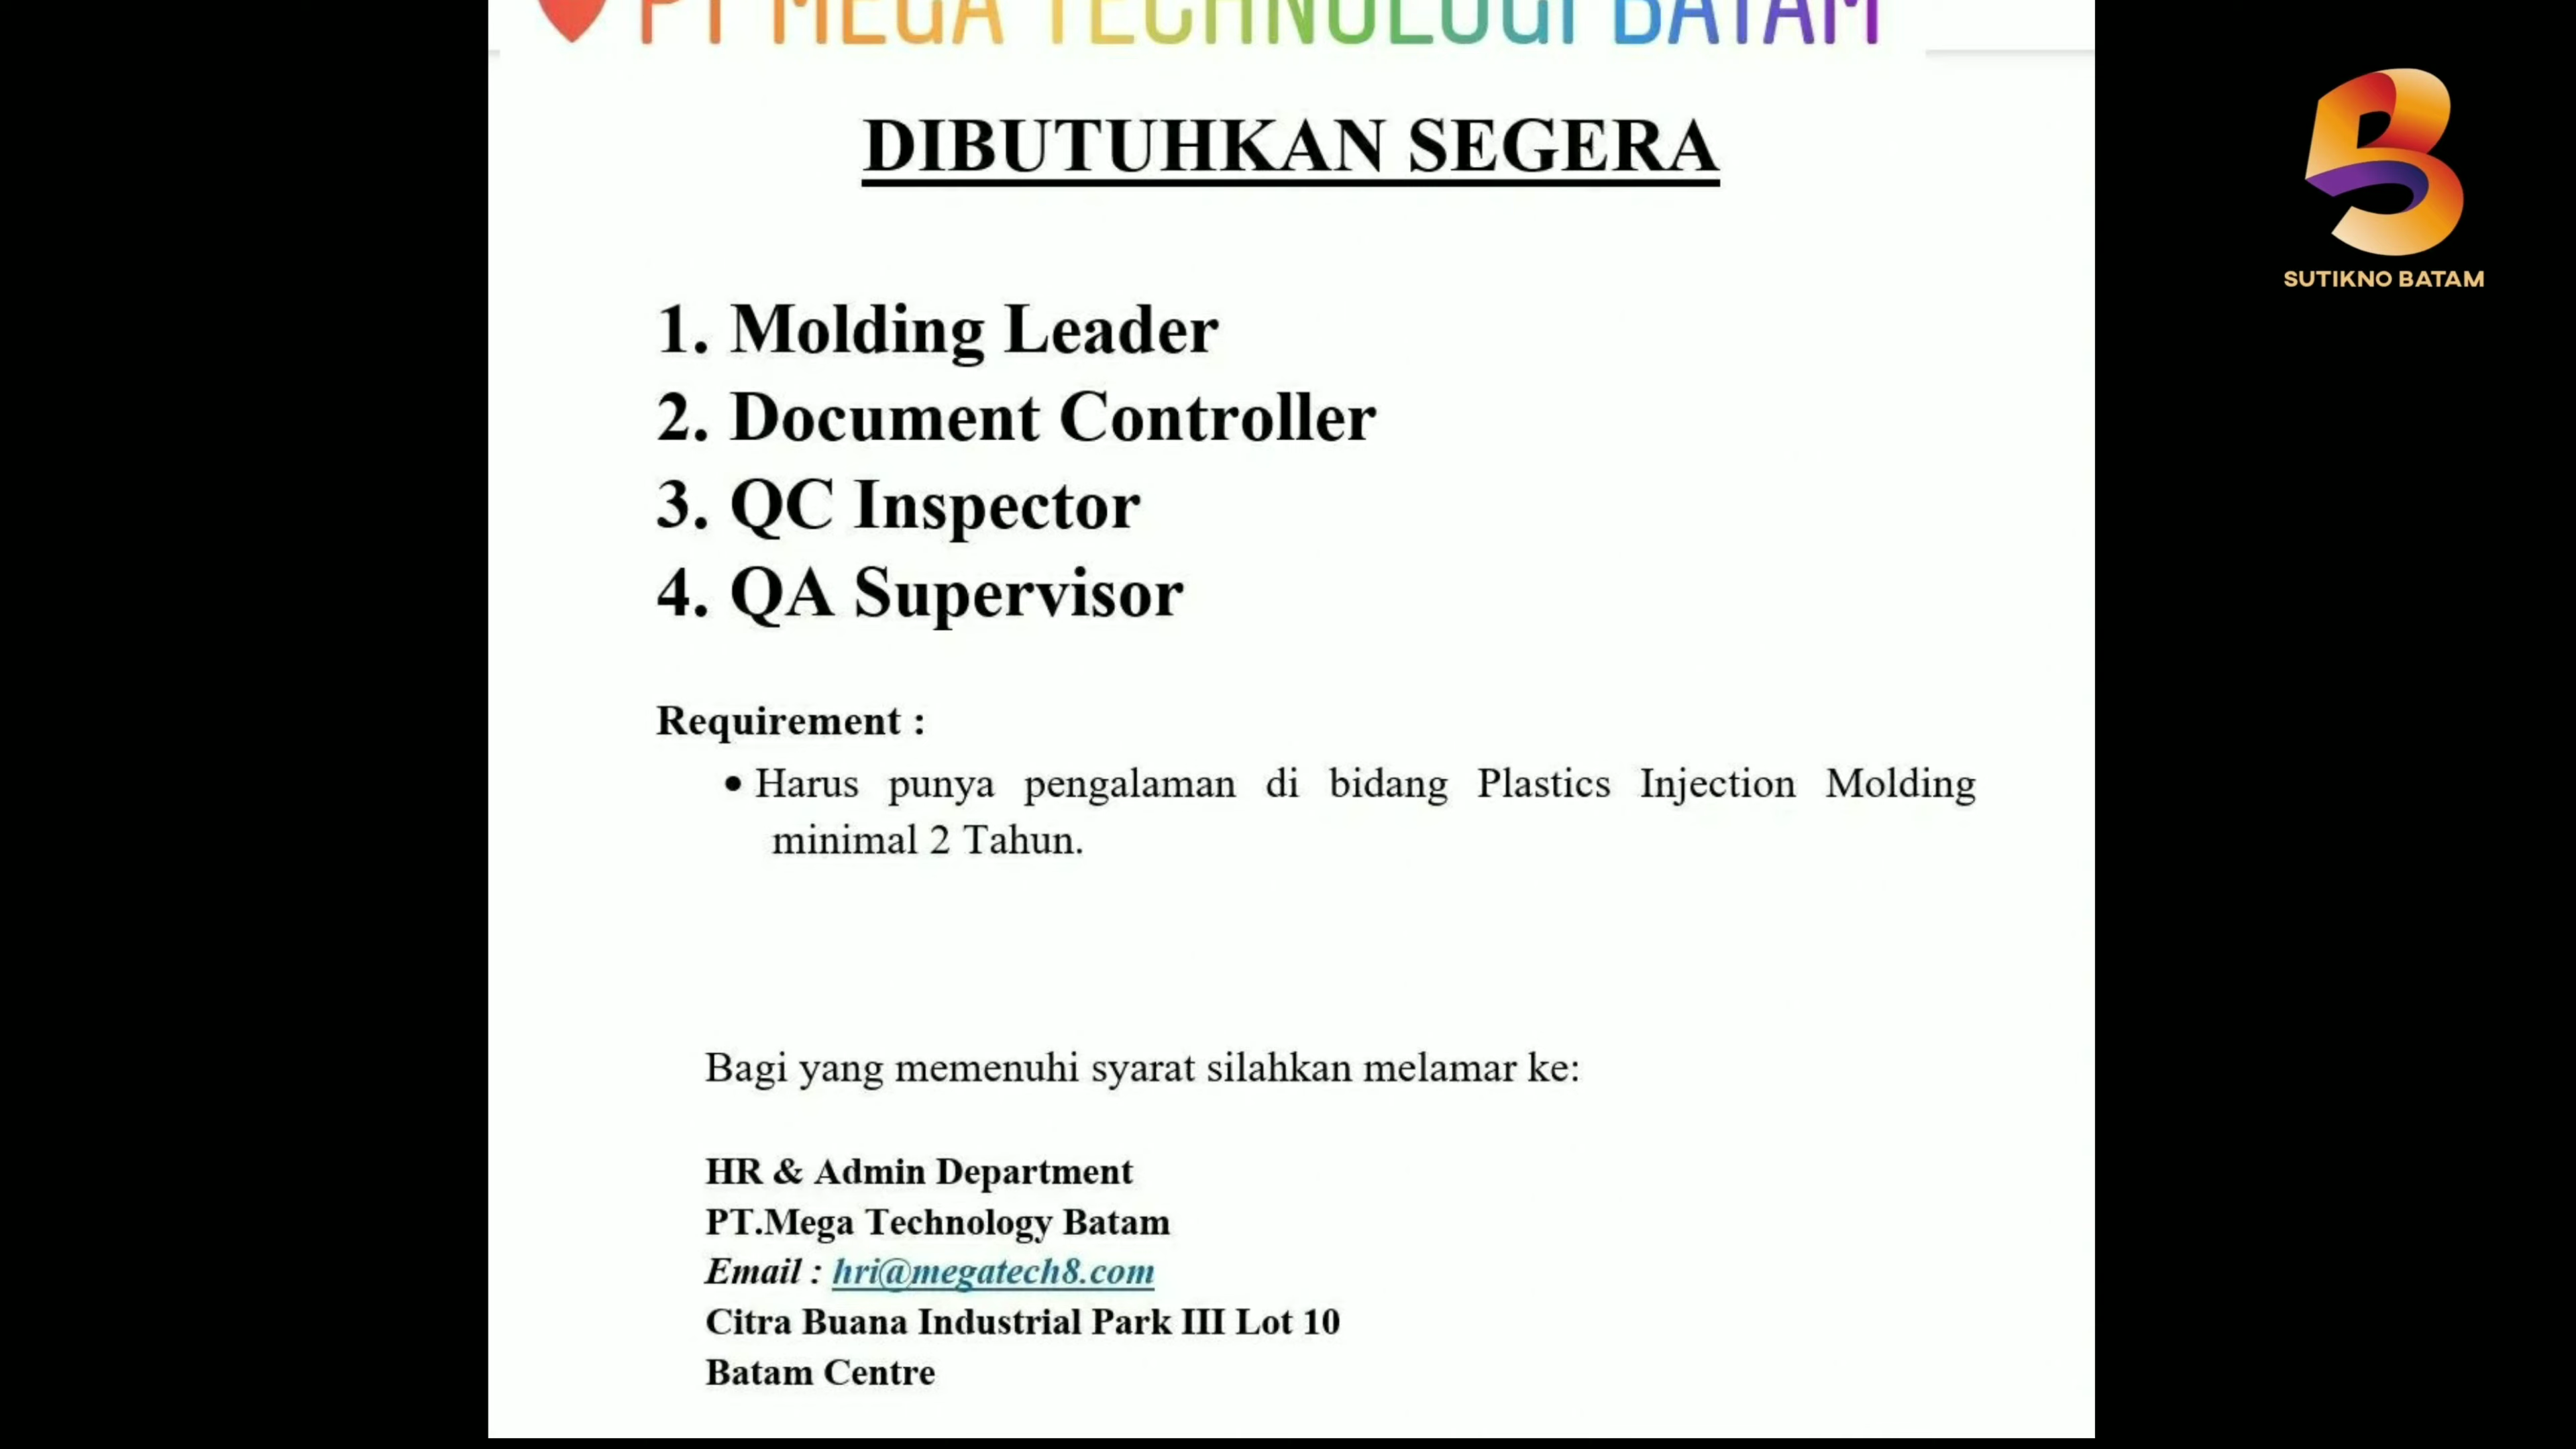 PT MEGA TECHNOLOGI BATAM
DIBUTUHKAN SEGERA
SUTIKNO BATAM
1. Molding Leader
2. Document Controller
3. QC Inspector
4. QA Supervisor
Requirement :
• Harus punya pengalaman di bidang Plastics Injection Molding
minimal 2 Tahun.
Bagi yang memenuhi syarat silahkan melamar ke:
HR & Admin Department
PT.Mega Technology Batam
Email : hri@megatech8.com
Citra Buana Industrial Park III Lot 10
Batam Centre